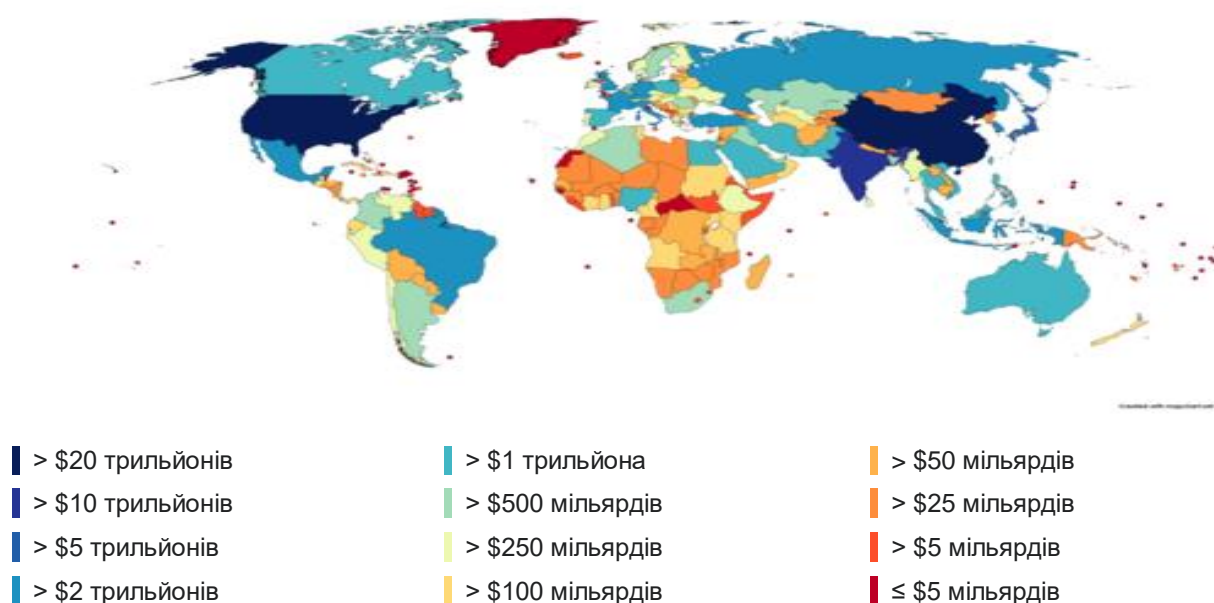 > $20 трильйонів
> $10 трильйонів
> $5 трильйонів
> $2 трильйонів
> $1 трильйона
> $500 мільярдів
> $250 мільярдів
> $100 мільярдів
> $50 мільярдів
> $25 мільярдів
> $5 мільярдів
≤ $5 мільярдів